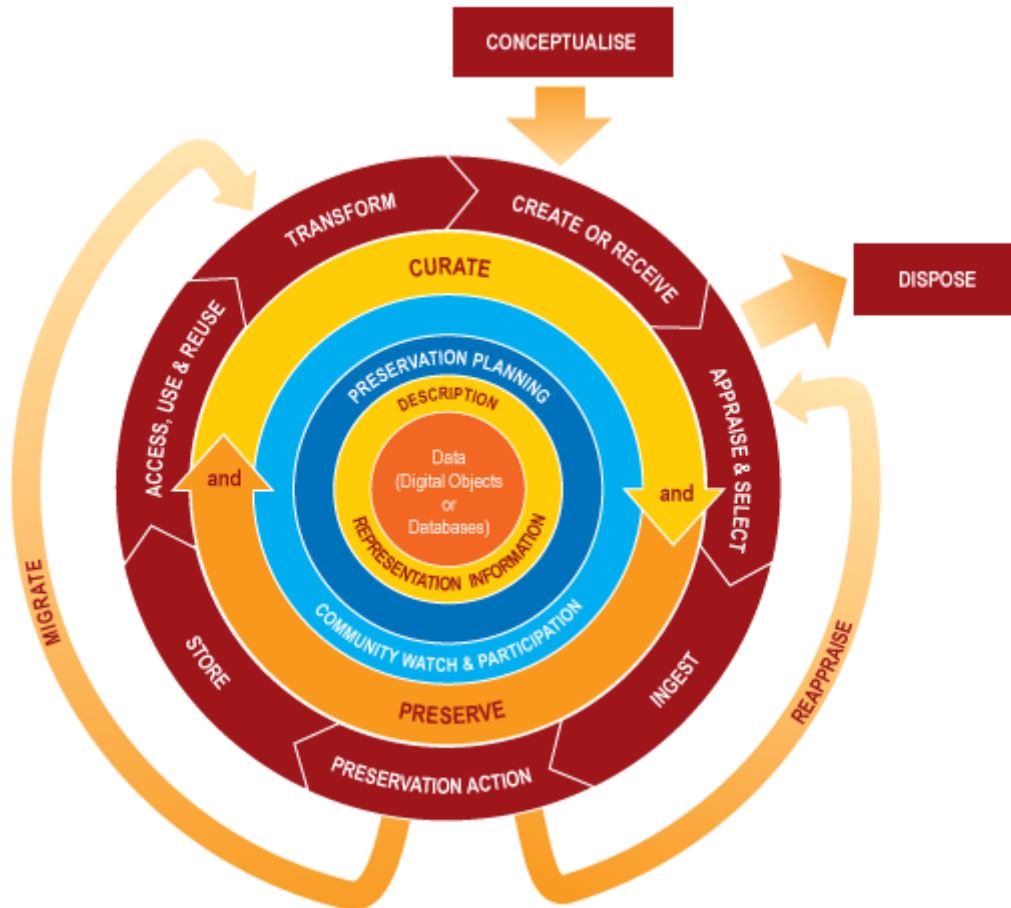 CONCEPTUALISE
TRANSFORM
CREATE OR RECEIVE
CURATE
DISPOSE
ACCESS, USE & REUSE
PRESERVATION PLANNING
DESCRIPTION
APPRAISE & SELECT
Data
(Digital Objects
or
Databases)
and
and
REPRESENTATION INFORMATION
COMMUNITY WATCH & PARTICIPATION
MIGRATE
STORE
INGEST
REAPPRAISE
PRESERVE
PRESERVATION ACTION